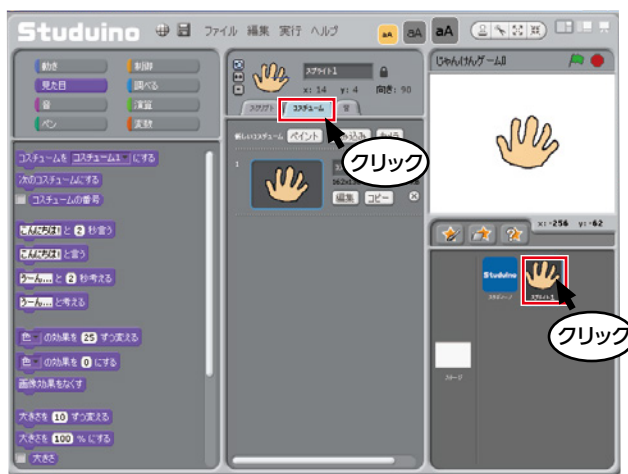 Studuino
ファイル 編集 実行 ヘルプ
aA aA aA
動き 制御
見た目 調べる
音 演算
ペン 変数
スプライト1
x: 14 y: 4 向き: 90
スクリプト コスチューム 音
じゃんけんゲームII
新しいコスチューム ペイント カメラ
クリック
1
編集 コピー
コスチュームを コスチューム1 にする
次のコスチュームにする
コスチュームの番号
こんにちは! と 2 秒言う
こんにちは! と言う
うーん... と 2 秒考える
うーん... と考える
色 の効果を 25 ずつ変える
色 の効果を 0 にする
画像効果をなくす
大きさを 10 ずつ変える
大きさを 100 % にする
大きさ
x: -256 y: -62
Studuino
スタディーノ スプライト1
クリック
ステージ